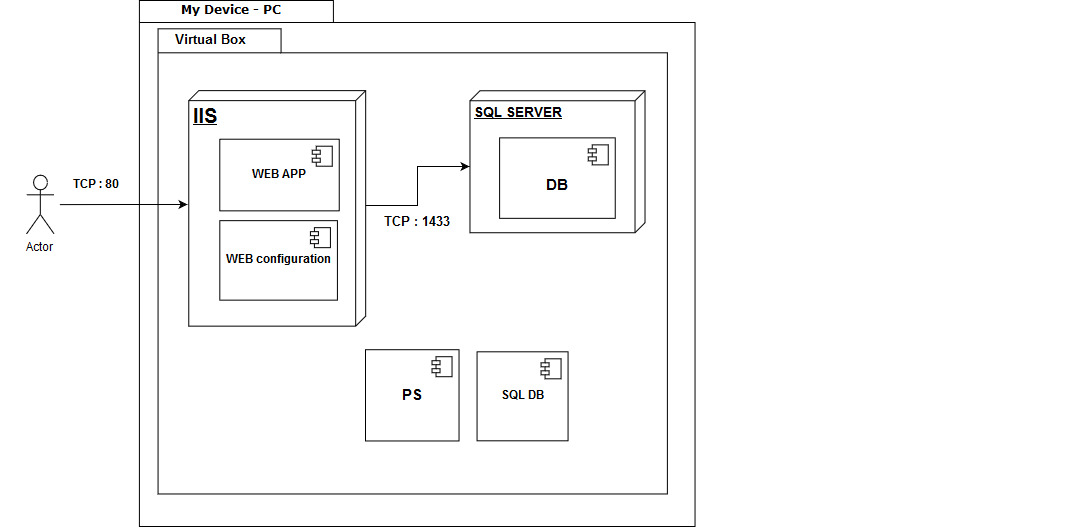 My Device - PC
Virtual Box
IIS
SQL SERVER
WEB APP
DB
TCP : 80
TCP : 1433
Actor
WEB configuration
PS
SQL DB